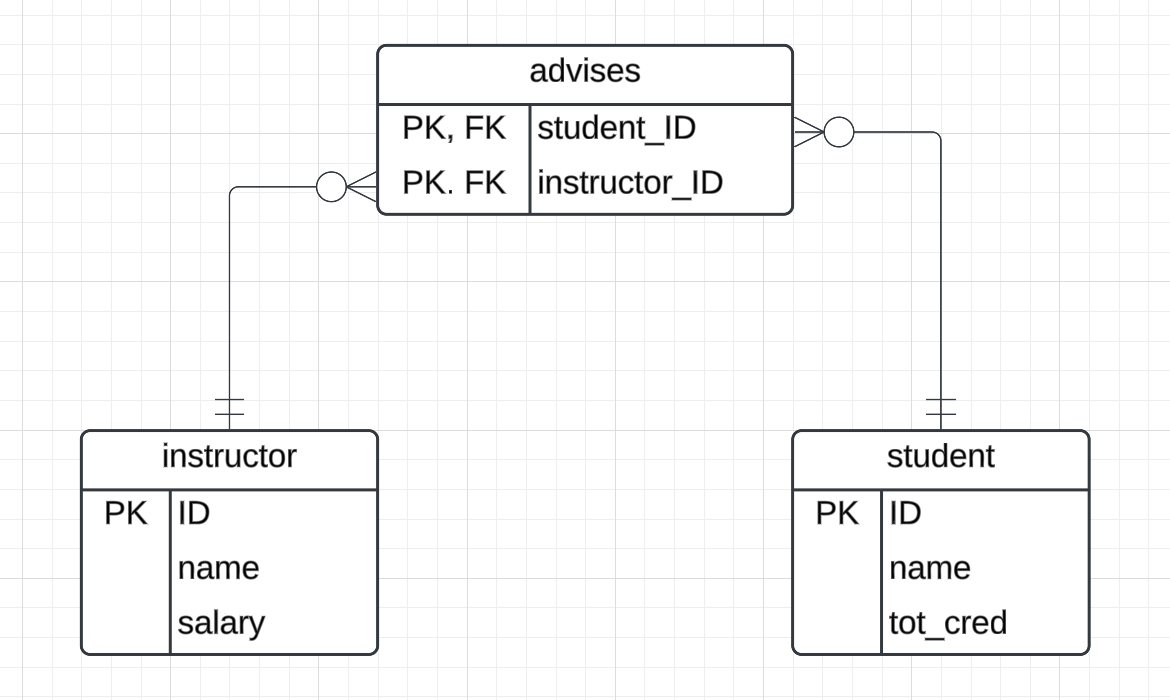 advises
PK, FK student_ID
PK. FK instructor_ID
instructor
PK ID
name
salary
student
PK ID
name
tot_cred